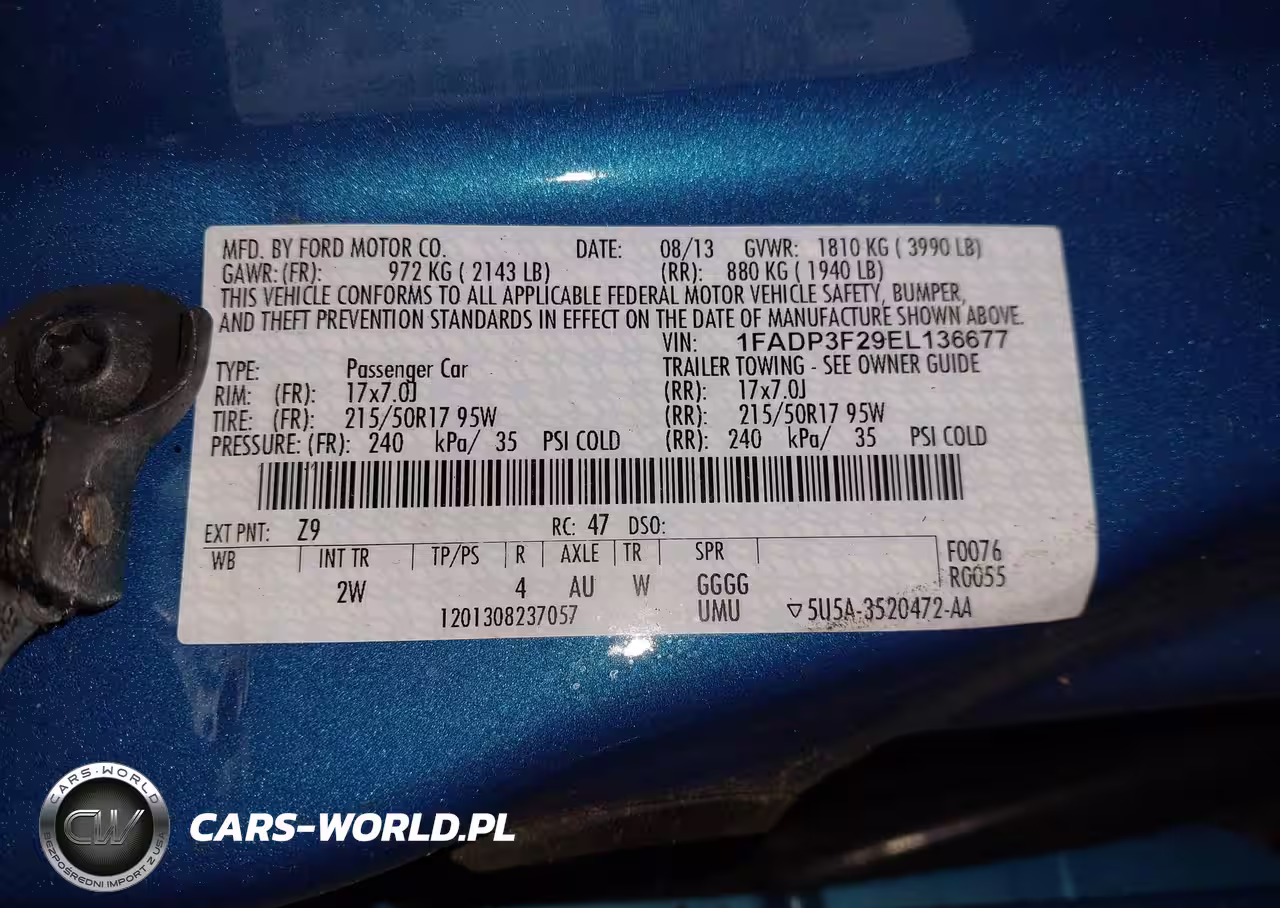 MFD. BY FORD MOTOR CO. DATE: 08/13 GVWR: 1810 KG ( 3990 LB)
GAWR: (FR): 972 KG ( 2143 LB) (RR): 880 KG ( 1940 LB)
THIS VEHICLE CONFORMS TO ALL APPLICABLE FEDERAL MOTOR VEHICLE SAFETY, BUMPER,
AND THEFT PREVENTION STANDARDS IN EFFECT ON THE DATE OF MANUFACTURE SHOWN ABOVE.
VIN: 1FADP3F29EL136677
TYPE: Passenger Car TRAILER TOWING - SEE OWNER GUIDE
RIM: (FR): 17x7.0J (RR): 17x7.0J
TIRE: (FR): 215/50R17 95W (RR): 215/50R17 95W
PRESSURE: (FR): 240 kPa/ 35 PSI COLD (RR): 240 kPa/ 35 PSI COLD
EXT PNT: Z9 RC: 47 DSO:
WB INT TR TP/PS R AXLE TR SPR F0076
2W 4 AU W GGGG RG055
1201308237057 UMU ▽5U5A-3520472-AA
CARS-WORLD
CW
BEZPOŚREDNI IMPORT Z USA
CARS-WORLD.PL